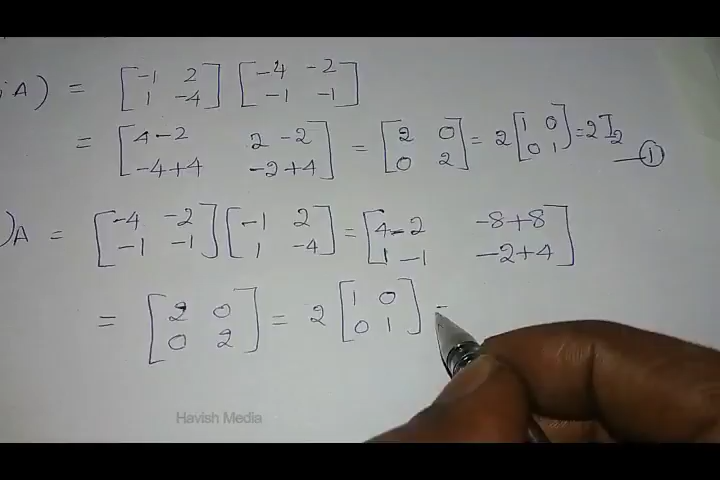 A) = [-1 2 1 -4] [-4 -2 -1 -1]
= [4-2 2-2 -4+4 -2+4] = [2 0 0 2] = 2 [1 0 0 1] = 2I₂ —①
)A = [-4 -2 -1 -1] [-1 2 1 -4] = [4-2 -8+8 1-1 -2+4]
= [2 0 0 2] = 2 [1 0 0 1] =
Havish Media